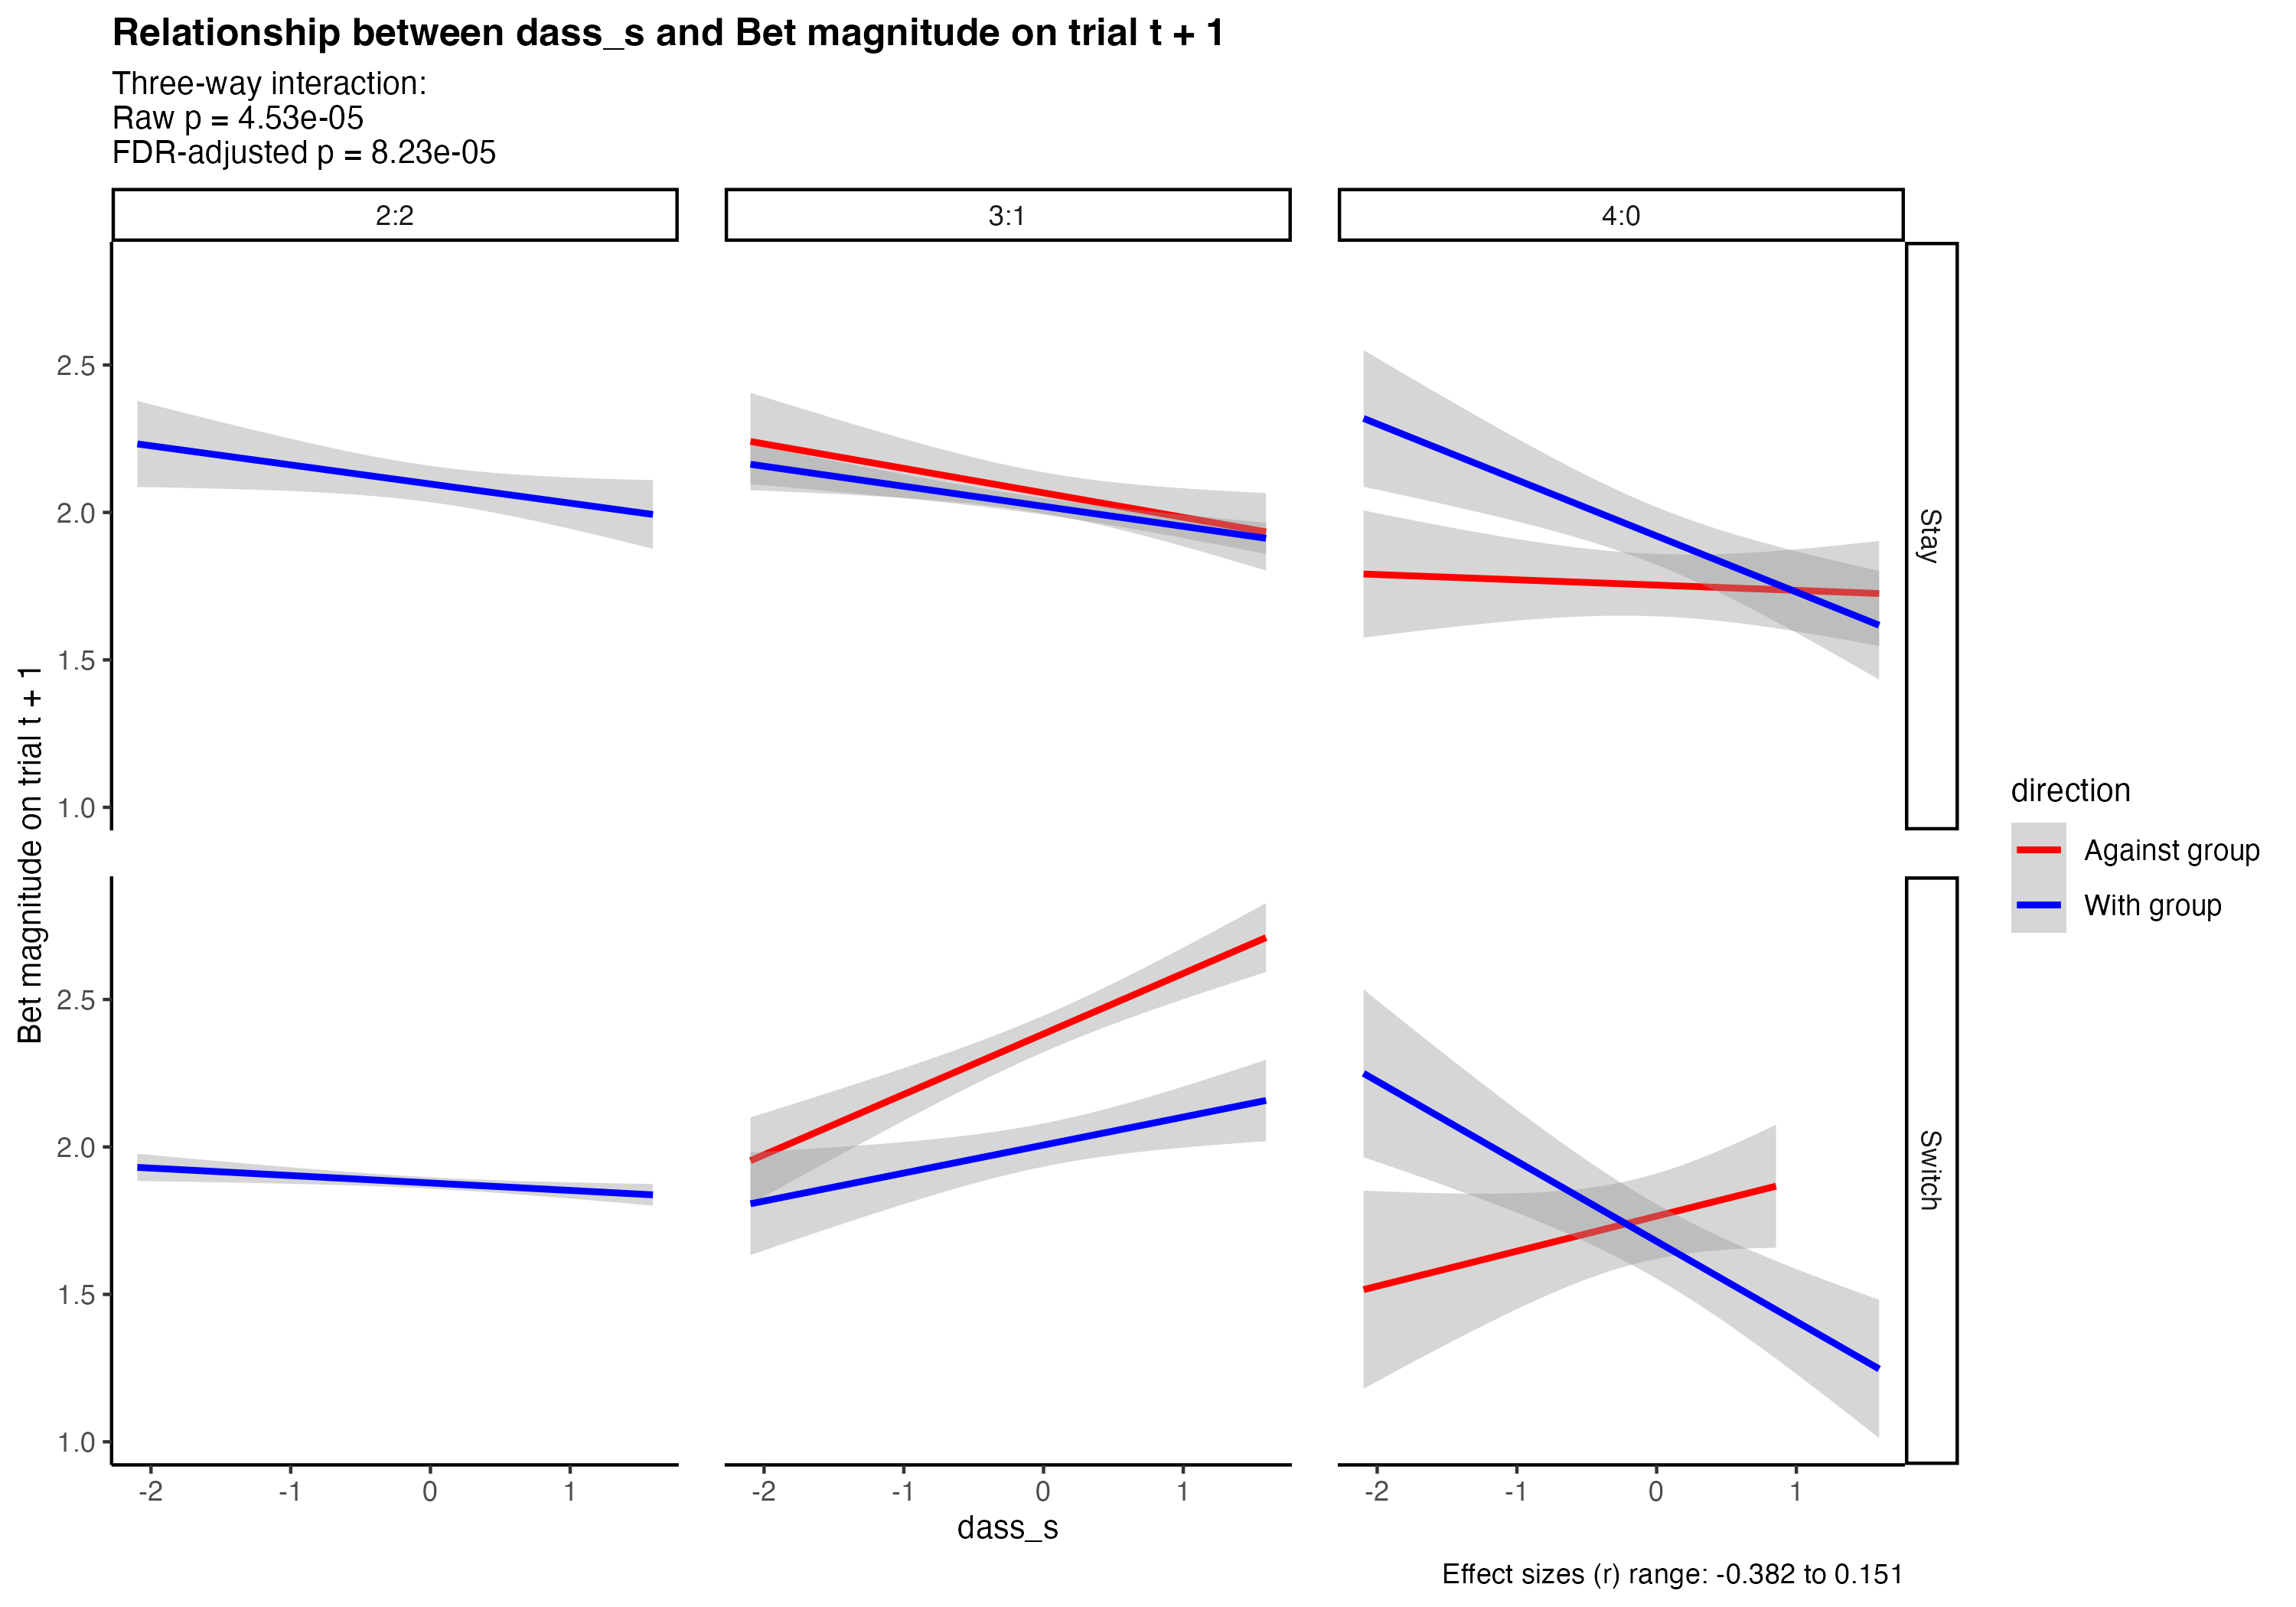 Relationship between dass_s and Bet magnitude on trial t + 1
Three-way interaction:
Raw p = 4.53e-05
FDR-adjusted p = 8.23e-05
2:2
3:1
4:0
Stay
Switch
Bet magnitude on trial t + 1
2.5
2.0
1.5
1.0
2.5
2.0
1.5
1.0
-2 -1 0 1
-2 -1 0 1
-2 -1 0 1
dass_s
direction
Against group
With group
Effect sizes (r) range: -0.382 to 0.151